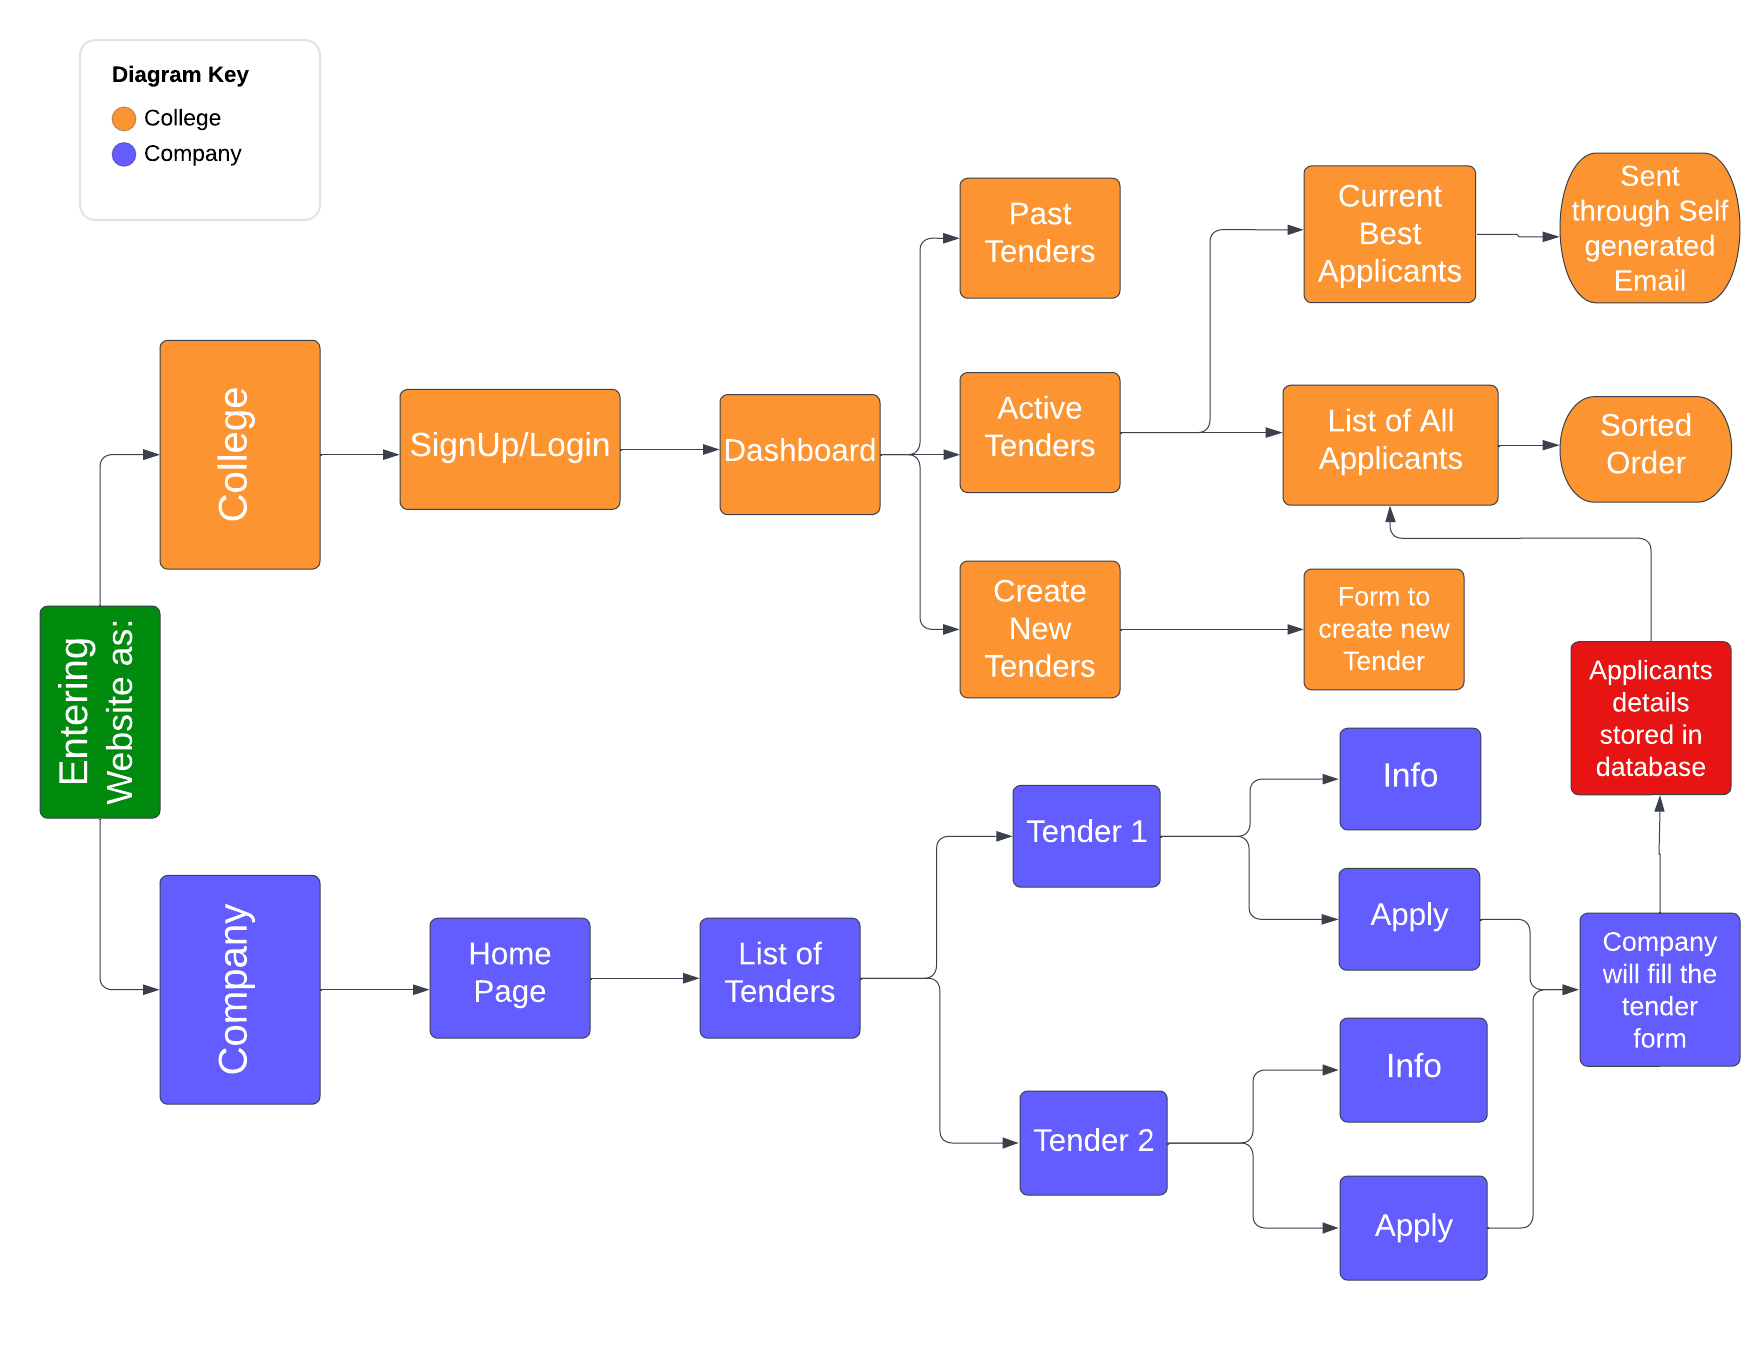 Diagram Key
College
Company
Entering
Website as:
College
SignUp/Login
Dashboard
Past
Tenders
Active
Tenders
Create
New
Tenders
Current
Best
Applicants
Sent
through Self
generated
Email
List of All
Applicants
Sorted
Order
Form to
create new
Tender
Applicants
details
stored in
database
Company
Home
Page
List of
Tenders
Tender 1
Info
Apply
Tender 2
Info
Apply
Company
will fill the
tender
form